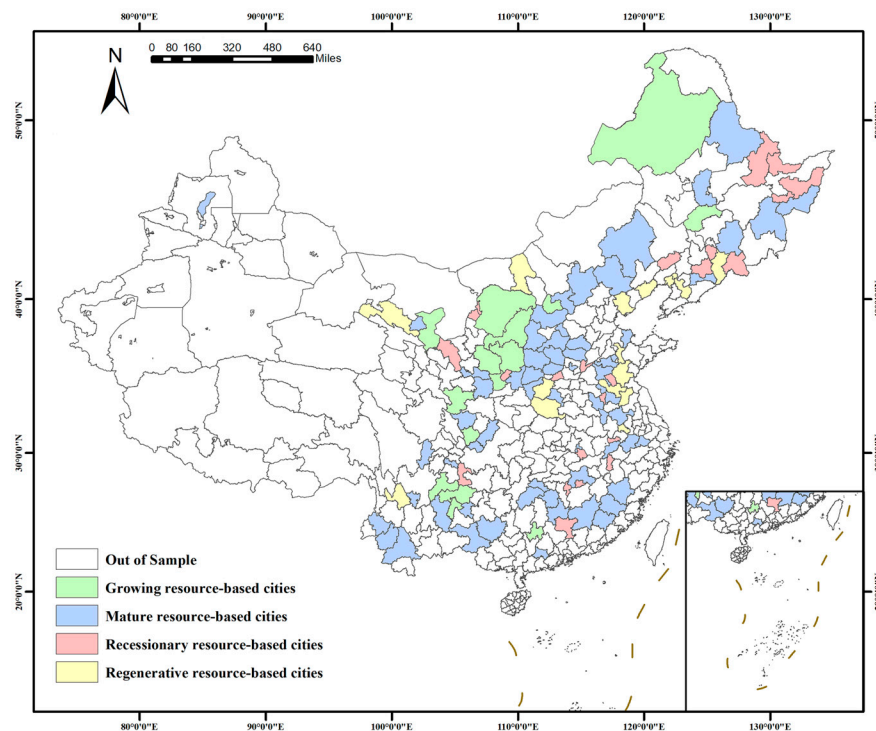 80°0'0"E 90°0'0"E 100°0'0"E 110°0'0"E 120°0'0"E 130°0'0"E
N
0 80 160 320 480 640
Miles
50°0'0"N
40°0'0"N
30°0'0"N
20°0'0"N
Out of Sample
Growing resource-based cities
Mature resource-based cities
Recessionary resource-based cities
Regenerative resource-based cities
80°0'0"E 90°0'0"E 100°0'0"E 110°0'0"E 120°0'0"E 130°0'0"E